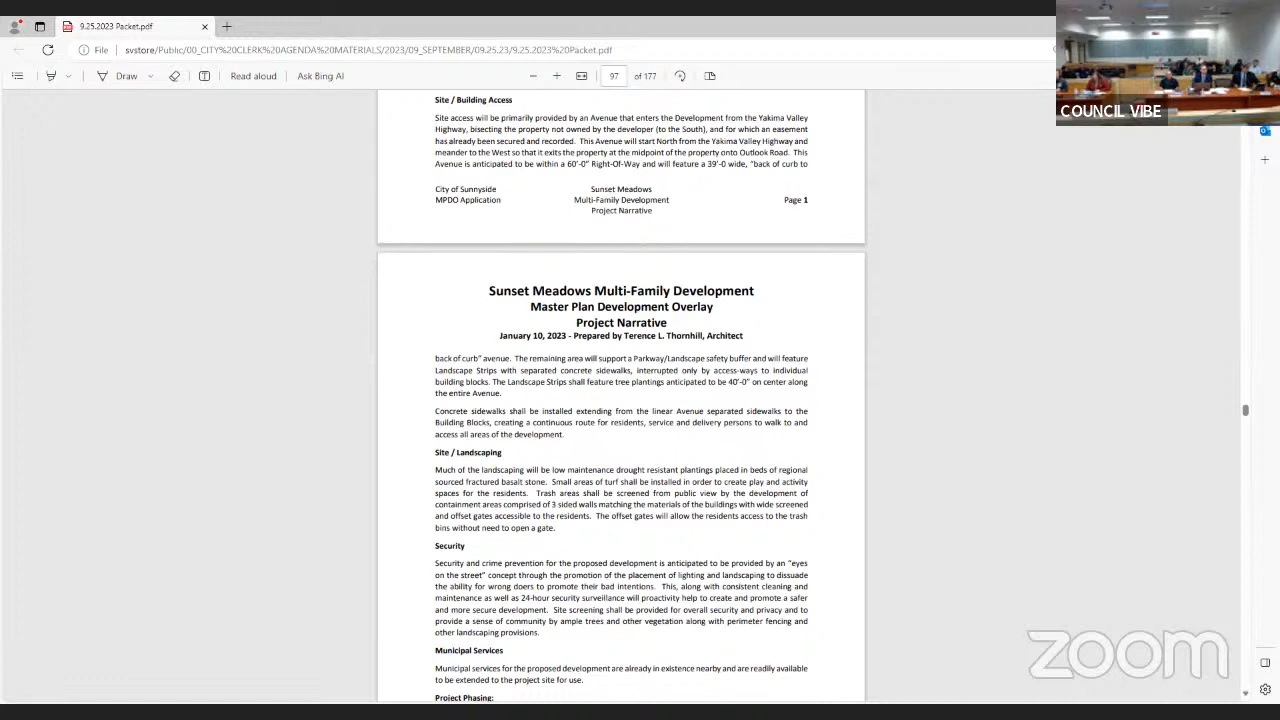 9.25.2023 Packet.pdf
File
svstore/Public/00_CITY%20CLERK%20AGENDA%20MATERIALS/2023/09_SEPTEMBER/09.25.23/9.25.2023%20Packet.pdf
Draw
Read aloud
Ask Bing AI
97
of 177
COUNCIL VIBE
Site / Building Access
Site access will be primarily provided by an Avenue that enters the Development from the Yakima Valley
Highway, bisecting the property not owned by the developer (to the South), and for which an easement
has already been secured and recorded. This Avenue will start North from the Yakima Valley Highway and
meander to the West so that it exits the property at the midpoint of the property onto Outlook Road. This
Avenue is anticipated to be within a 60'-0" Right-Of-Way and will feature a 39'-0 wide, "back of curb to
City of Sunnyside
MPDO Application
Sunset Meadows
Multi-Family Development
Project Narrative
Page 1
Sunset Meadows Multi-Family Development
Master Plan Development Overlay
Project Narrative
January 10, 2023 - Prepared by Terence L. Thornhill, Architect
back of curb" avenue. The remaining area will support a Parkway/Landscape safety buffer and will feature
Landscape Strips with separated concrete sidewalks, interrupted only by access-ways to individual
building blocks. The Landscape Strips shall feature tree plantings anticipated to be 40'-0" on center along
the entire Avenue.
Concrete sidewalks shall be installed extending from the linear Avenue separated sidewalks to the
Building Blocks, creating a continuous route for residents, service and delivery persons to walk to and
access all areas of the development.
Site / Landscaping
Much of the landscaping will be low maintenance drought resistant plantings placed in beds of regional
sourced fractured basalt stone. Small areas of turf shall be installed in order to create play and activity
spaces for the residents. Trash areas shall be screened from public view by the development of
containment areas comprised of 3 sided walls matching the materials of the buildings with wide screened
and offset gates accessible to the residents. The offset gates will allow the residents access to the trash
bins without need to open a gate.
Security
Security and crime prevention for the proposed development is anticipated to be provided by an "eyes
on the street" concept through the promotion of the placement of lighting and landscaping to dissuade
the ability for wrong doers to promote their bad intentions. This, along with consistent cleaning and
maintenance as well as 24-hour security surveillance will proactivity help to create and promote a safer
and more secure development. Site screening shall be provided for overall security and privacy and to
provide a sense of community by ample trees and other vegetation along with perimeter fencing and
other landscaping provisions.
Municipal Services
Municipal services for the proposed development are already in existence nearby and are readily available
to be extended to the project site for use.
Project Phasing:
zoom